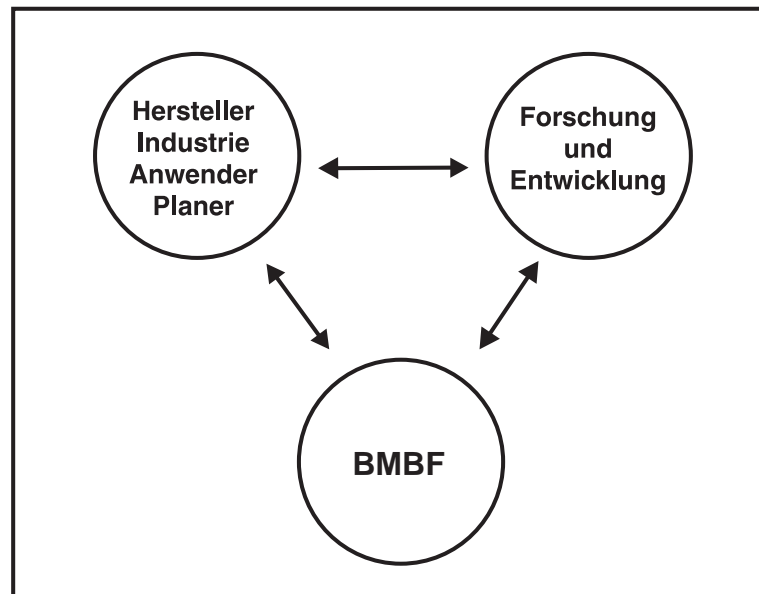 Hersteller
Industrie
Anwender
Planer
Forschung
und
Entwicklung
BMBF